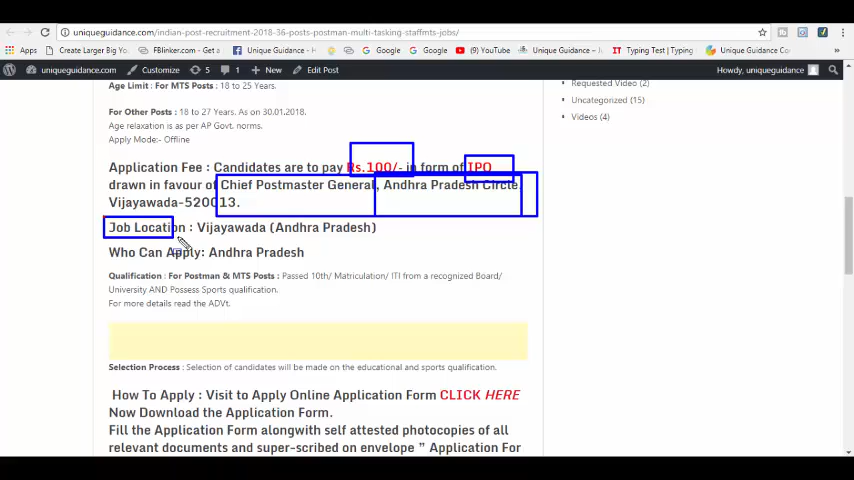 uniqueguidance.com/indian-post-recruitment-2018-36-posts-postman-multi-tasking-staffmts-jobs/
Apps Create Larger Big Yo FBlinker.com - Get a Unique Guidance Google Google (9) YouTube Unique Guidance – Jo Typing Test | Typing Unique Guidance Co
uniqueguidance.com Customize 5 1 New Edit Post Howdy, uniqueguidance
Age Limit : For MTS Posts : 18 to 25 Years.
For Other Posts : 18 to 27 Years. As on 30.01.2018.
Age relaxation is as per AP Govt. norms.
Apply Mode:- Offline
Application Fee : Candidates are to pay Rs.100/- in form of IPO
drawn in favour of Chief Postmaster General, Andhra Pradesh Circle,
Vijayawada-520013.
Job Location : Vijayawada (Andhra Pradesh)
Who Can Apply: Andhra Pradesh
Qualification : For Postman & MTS Posts : Passed 10th/ Matriculation/ ITI from a recognized Board/
University AND Possess Sports qualification.
For more details read the ADVt.
Selection Process : Selection of candidates will be made on the educational and sports qualification.
How To Apply : Visit to Apply Online Application Form CLICK HERE
Now Download the Application Form.
Fill the Application Form alongwith self attested photocopies of all
relevant documents and super-scribed on envelope ” Application For
Requested Video (2)
Uncategorized (15)
Videos (4)